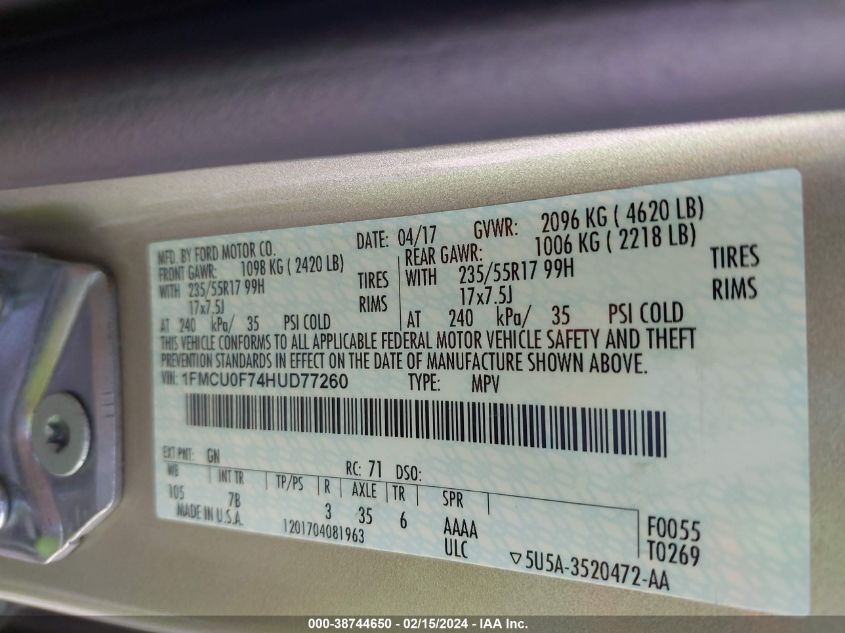 MFD. BY FORD MOTOR CO.
DATE: 04/17 GVWR: 2096 KG ( 4620 LB)
FRONT GAWR: 1098 KG ( 2420 LB)
REAR GAWR: 1006 KG ( 2218 LB)
WITH 235/55R17 99H TIRES
WITH 235/55R17 99H TIRES
17x7.5J RIMS
17x7.5J RIMS
AT 240 kPa/ 35 PSI COLD
AT 240 kPa/ 35 PSI COLD
THIS VEHICLE CONFORMS TO ALL APPLICABLE FEDERAL MOTOR VEHICLE SAFETY AND THEFT
PREVENTION STANDARDS IN EFFECT ON THE DATE OF MANUFACTURE SHOWN ABOVE.
VIN: 1FMCU0F74HUD77260 TYPE: MPV
EXT PNT: GN RC: 71 DSO:
WB INT TR TP/PS R AXLE TR SPR
105 7B 3 35 6 AAAA F0055
MADE IN U.S.A. 1201704081963 ULC T0269
▽5U5A-3520472-AA
000-38744650 - 02/15/2024 - IAA Inc.